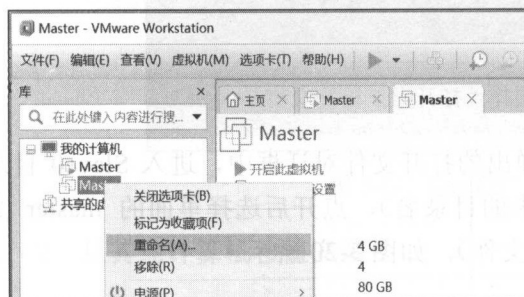 Master - VMware Workstation
文件(F) 编辑(E) 查看(V) 虚拟机(M) 选项卡(T) 帮助(H)
库 ×
在此处键入内容进行搜...
主页 × Master × Master ×
我的计算机
Master
Mas
共享的虚
Master
开启此虚拟机
设置
关闭选项卡(B)
标记为收藏项(F)
重命名(A)...
移除(R)
电源(P) >
4 GB
4
80 GB